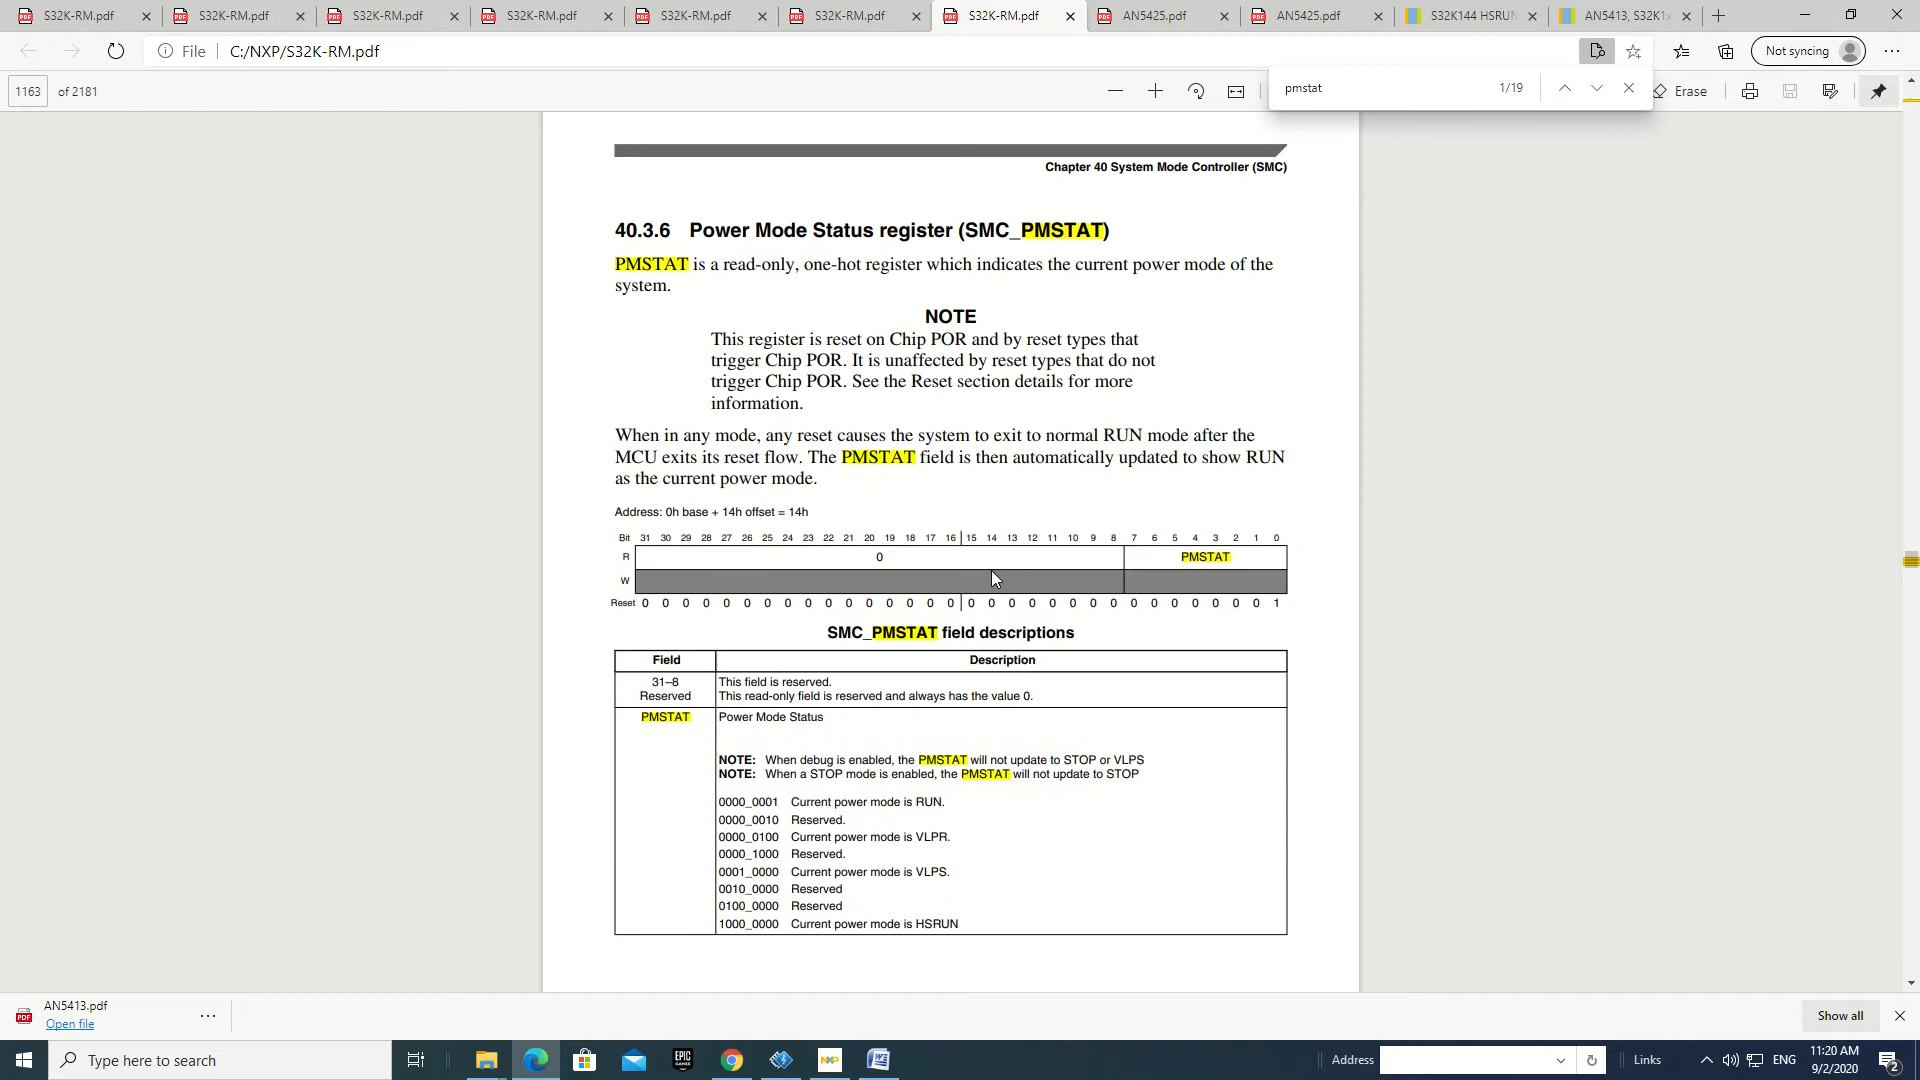 S32K-RM.pdf
S32K-RM.pdf
S32K-RM.pdf
S32K-RM.pdf
S32K-RM.pdf
S32K-RM.pdf
S32K-RM.pdf
AN5425.pdf
AN5425.pdf
S32K144 HSRUN
AN5413, S32K1
File
C:/NXP/S32K-RM.pdf
Not syncing
1163 of 2181
pmstat 1/19
Erase
Chapter 40 System Mode Controller (SMC)
40.3.6 Power Mode Status register (SMC_PMSTAT)
PMSTAT is a read-only, one-hot register which indicates the current power mode of the
system.
NOTE
This register is reset on Chip POR and by reset types that
trigger Chip POR. It is unaffected by reset types that do not
trigger Chip POR. See the Reset section details for more
information.
When in any mode, any reset causes the system to exit to normal RUN mode after the
MCU exits its reset flow. The PMSTAT field is then automatically updated to show RUN
as the current power mode.
Address: 0h base + 14h offset = 14h
Bit 31 30 29 28 27 26 25 24 23 22 21 20 19 18 17 16 15 14 13 12 11 10 9 8 7 6 5 4 3 2 1 0
R 0 PMSTAT
W
Reset 0 0 0 0 0 0 0 0 0 0 0 0 0 0 0 0 0 0 0 0 0 0 0 0 0 0 0 0 0 0 0 1
SMC_PMSTAT field descriptions
Field Description
31–8 This field is reserved.
Reserved This read-only field is reserved and always has the value 0.
PMSTAT Power Mode Status
NOTE: When debug is enabled, the PMSTAT will not update to STOP or VLPS
NOTE: When a STOP mode is enabled, the PMSTAT will not update to STOP
0000_0001 Current power mode is RUN.
0000_0010 Reserved.
0000_0100 Current power mode is VLPR.
0000_1000 Reserved.
0001_0000 Current power mode is VLPS.
0010_0000 Reserved
0100_0000 Reserved
1000_0000 Current power mode is HSRUN
AN5413.pdf
Open file
Show all
Type here to search
EPIC
GAMES
NXP
Address
Links
ENG
11:20 AM
9/2/2020
2